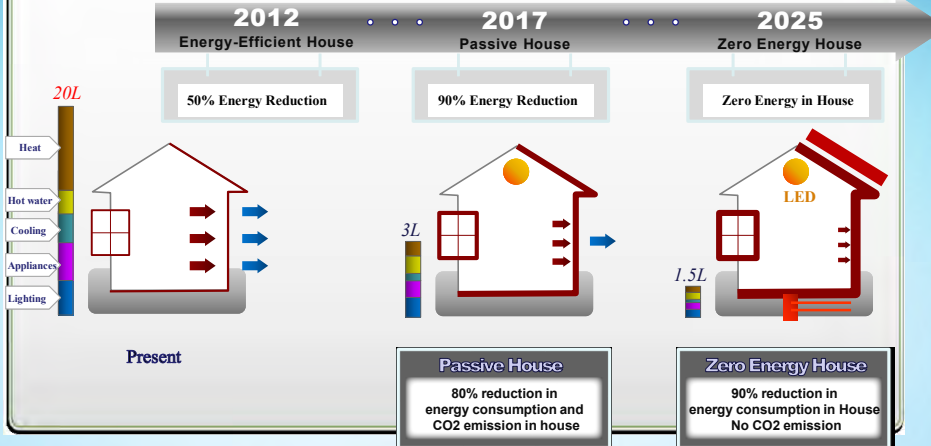 2012
Energy-Efficient House
2017
Passive House
2025
Zero Energy House
50% Energy Reduction
90% Energy Reduction
Zero Energy in House
20L
Heat
Hot water
Cooling
Appliances
Lighting
3L
LED
1.5L
Present
Passive House
80% reduction in
energy consumption and
CO2 emission in house
Zero Energy House
90% reduction in
energy consumption in House
No CO2 emission